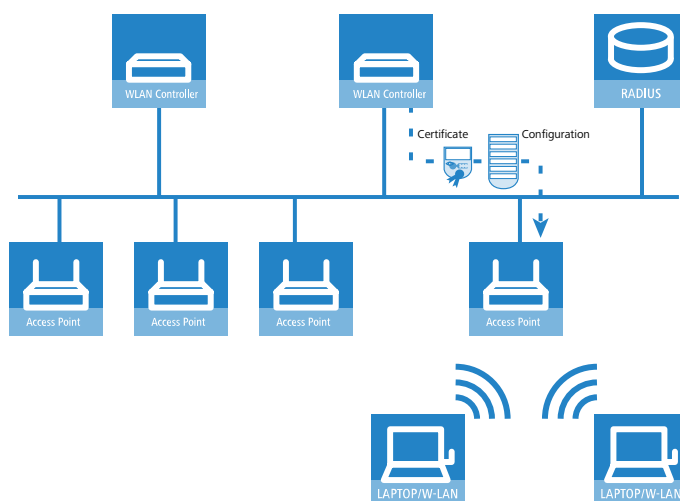 WLAN Controller
WLAN Controller
RADIUS
Certificate
Configuration
Access Point
Access Point
Access Point
Access Point
LAPTOP/W-LAN
LAPTOP/W-LAN